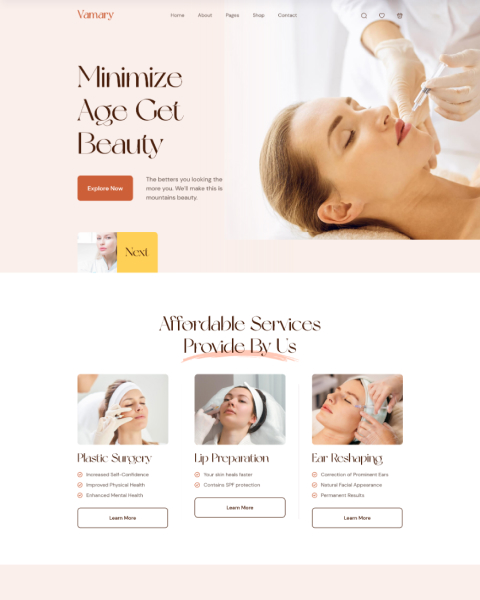 Vamary
Home About Pages Shop Contact
Minimize
Age Get
Beauty
Explore Now
The betters you looking the
more you. We'll make this is
mountains beauty.
Next
Affordable Services
Provide By Us
Plastic Surgery
Increased Self-Confidence
Improved Physical Health
Enhanced Mental Health
Learn More
Lip Preparation
Your skin heals faster
Contains SPF protection
Learn More
Ear Reshaping
Correction of Prominent Ears
Natural Facial Appearance
Permanent Results
Learn More